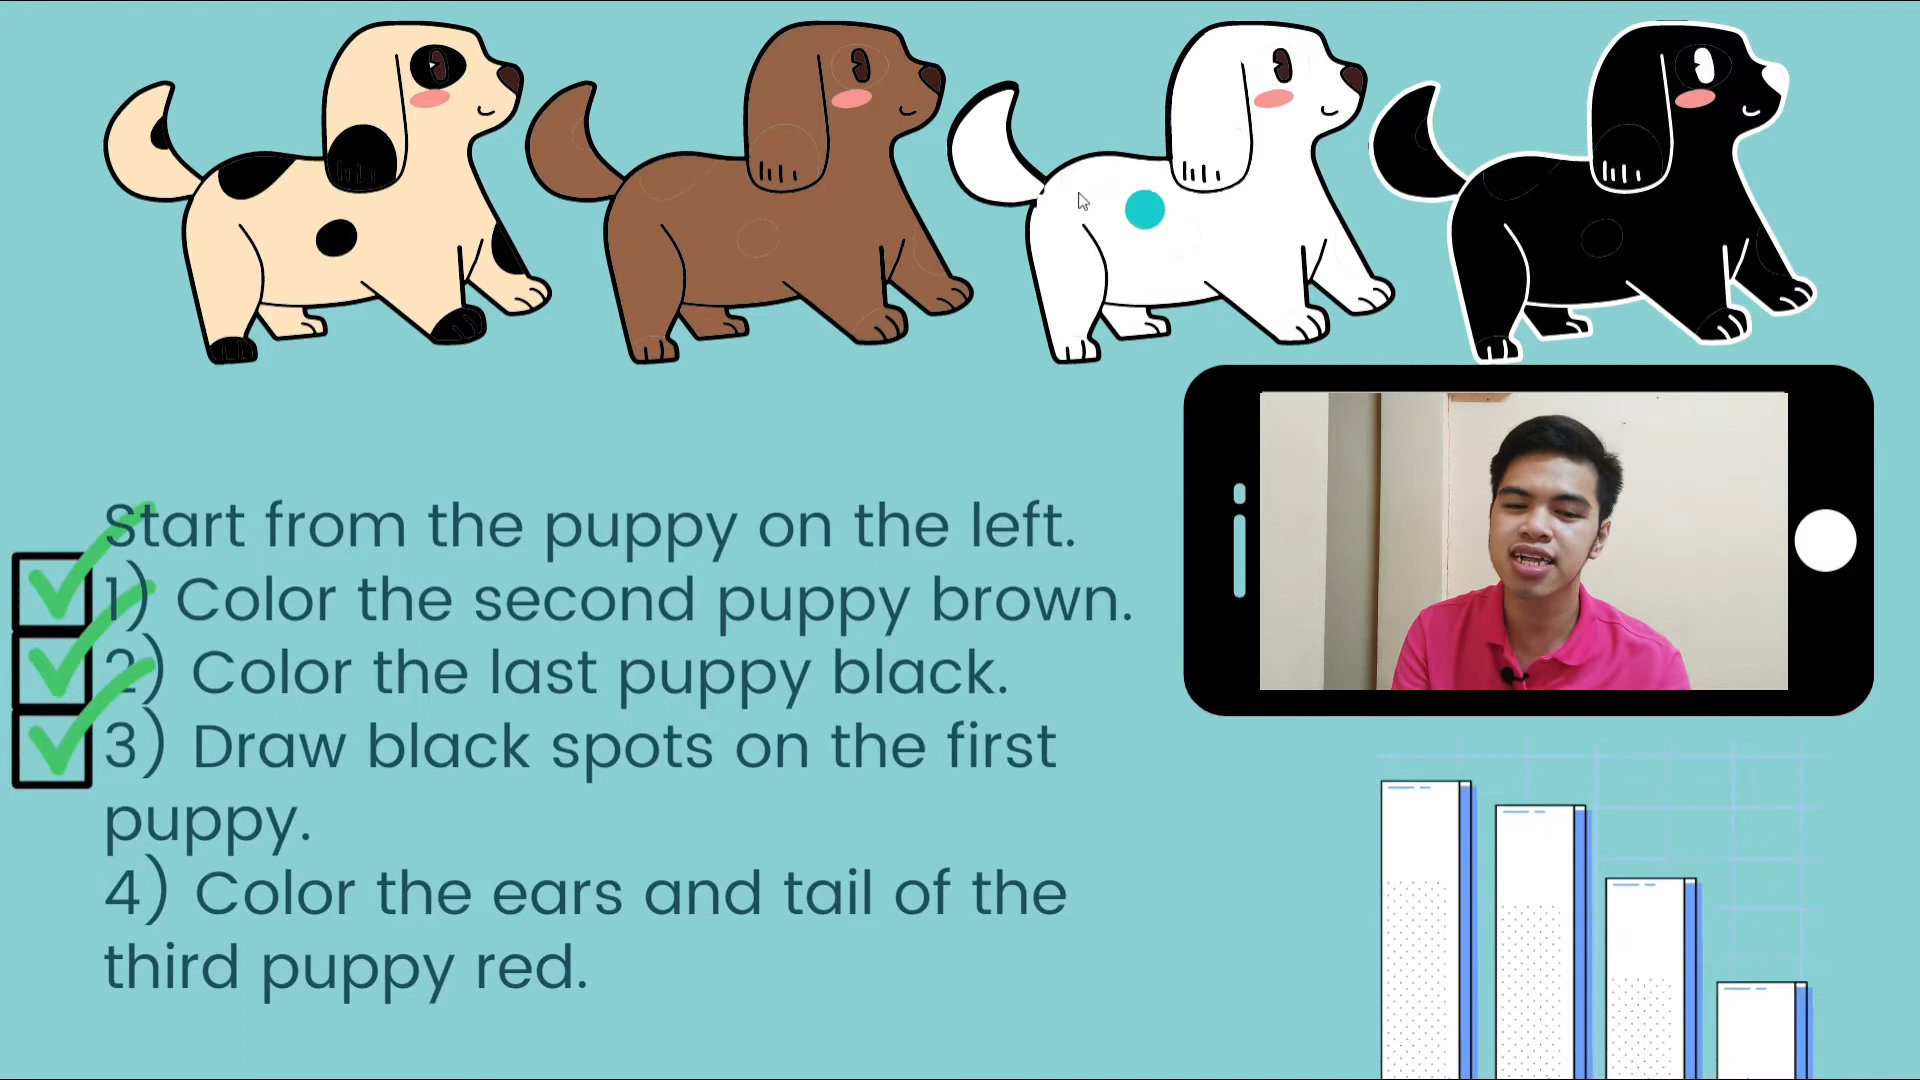 Start from the puppy on the left.
1) Color the second puppy brown.
2) Color the last puppy black.
3) Draw black spots on the first
puppy.
4) Color the ears and tail of the
third puppy red.